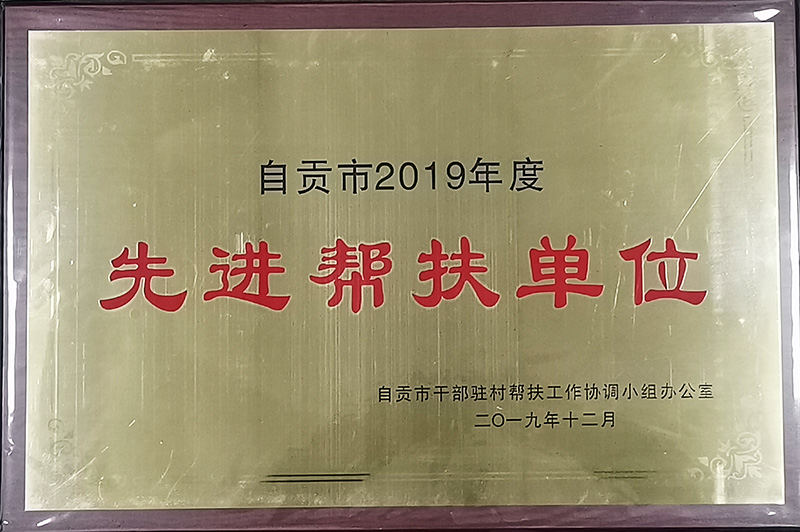 自贡市2019年度
先进帮扶单位
自贡市干部驻村帮扶工作协调小组办公室
二〇一九年十二月